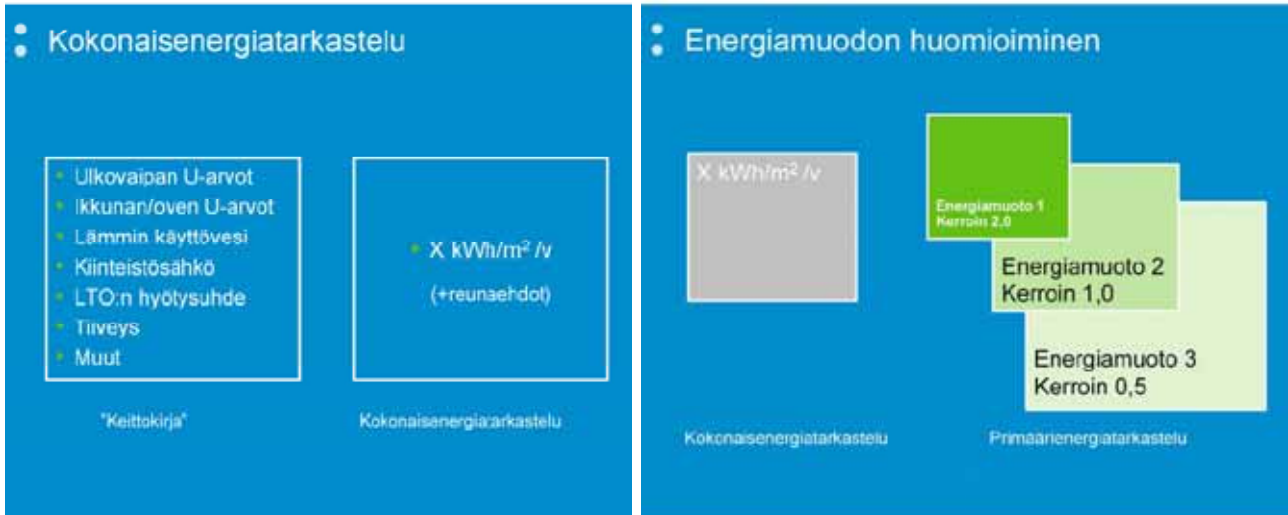 Kokonaisenergiatarkastelu
Ulkovaipan U-arvot
Ikkunan/oven U-arvot
Lämmin käyttövesi
Kiinteistösähkö
LTO:n hyötysuhde
Tiiveys
Muut
"Keittokirja"
X kWh/m² /v
(+reunaehdot)
Kokonaisenergiatarkastelu
Energiamuodon huomioiminen
X kWh/m² /v
Kokonaisenergiatarkastelu
Energiamuoto 1
Kerroin 2,0
Energiamuoto 2
Kerroin 1,0
Energiamuoto 3
Kerroin 0,5
Primäärienergiatarkastelu